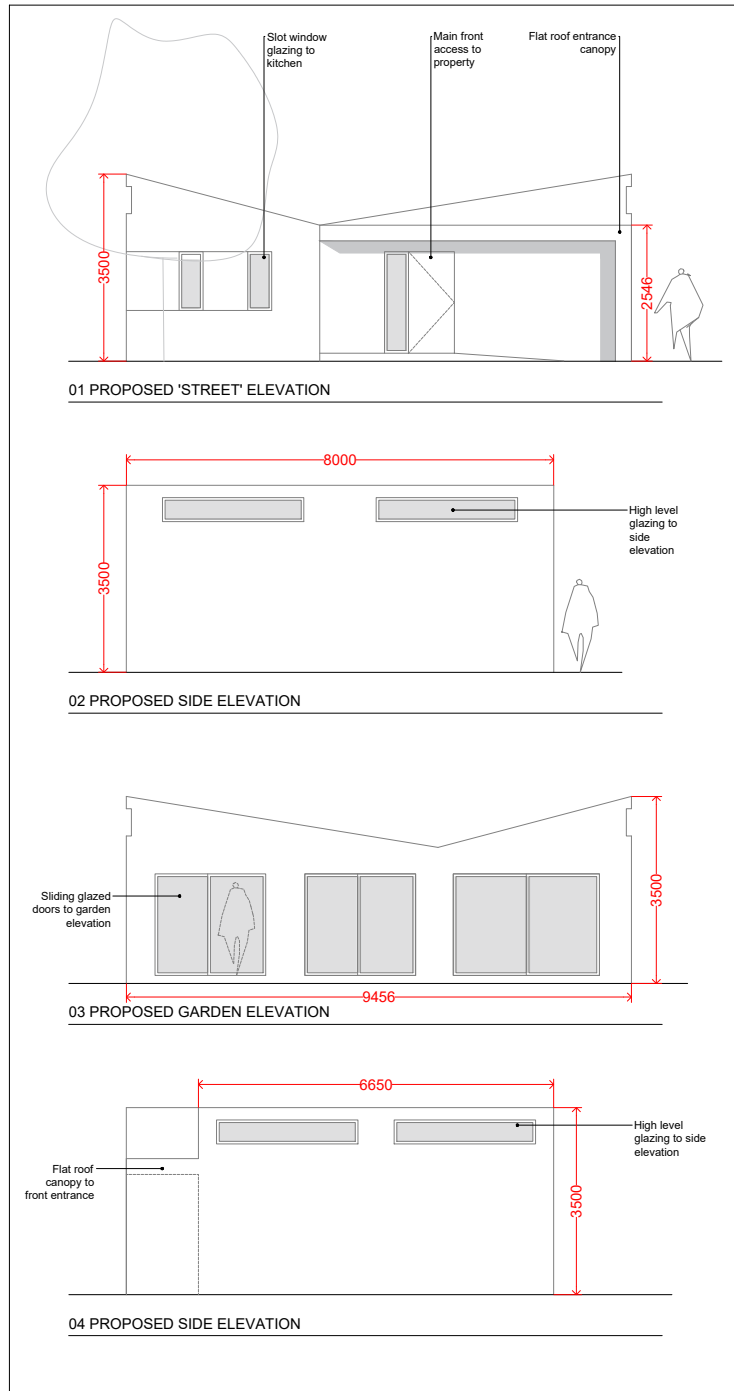 Slot window
glazing to
kitchen
Main front
access to
property
Flat roof entrance
canopy
3500
2546
01 PROPOSED 'STREET' ELEVATION
8000
3500
High level
glazing to
side
elevation
02 PROPOSED SIDE ELEVATION
Sliding glazed
doors to garden
elevation
3500
9456
03 PROPOSED GARDEN ELEVATION
6650
High level
glazing to side
elevation
Flat roof
canopy to
front entrance
3500
04 PROPOSED SIDE ELEVATION